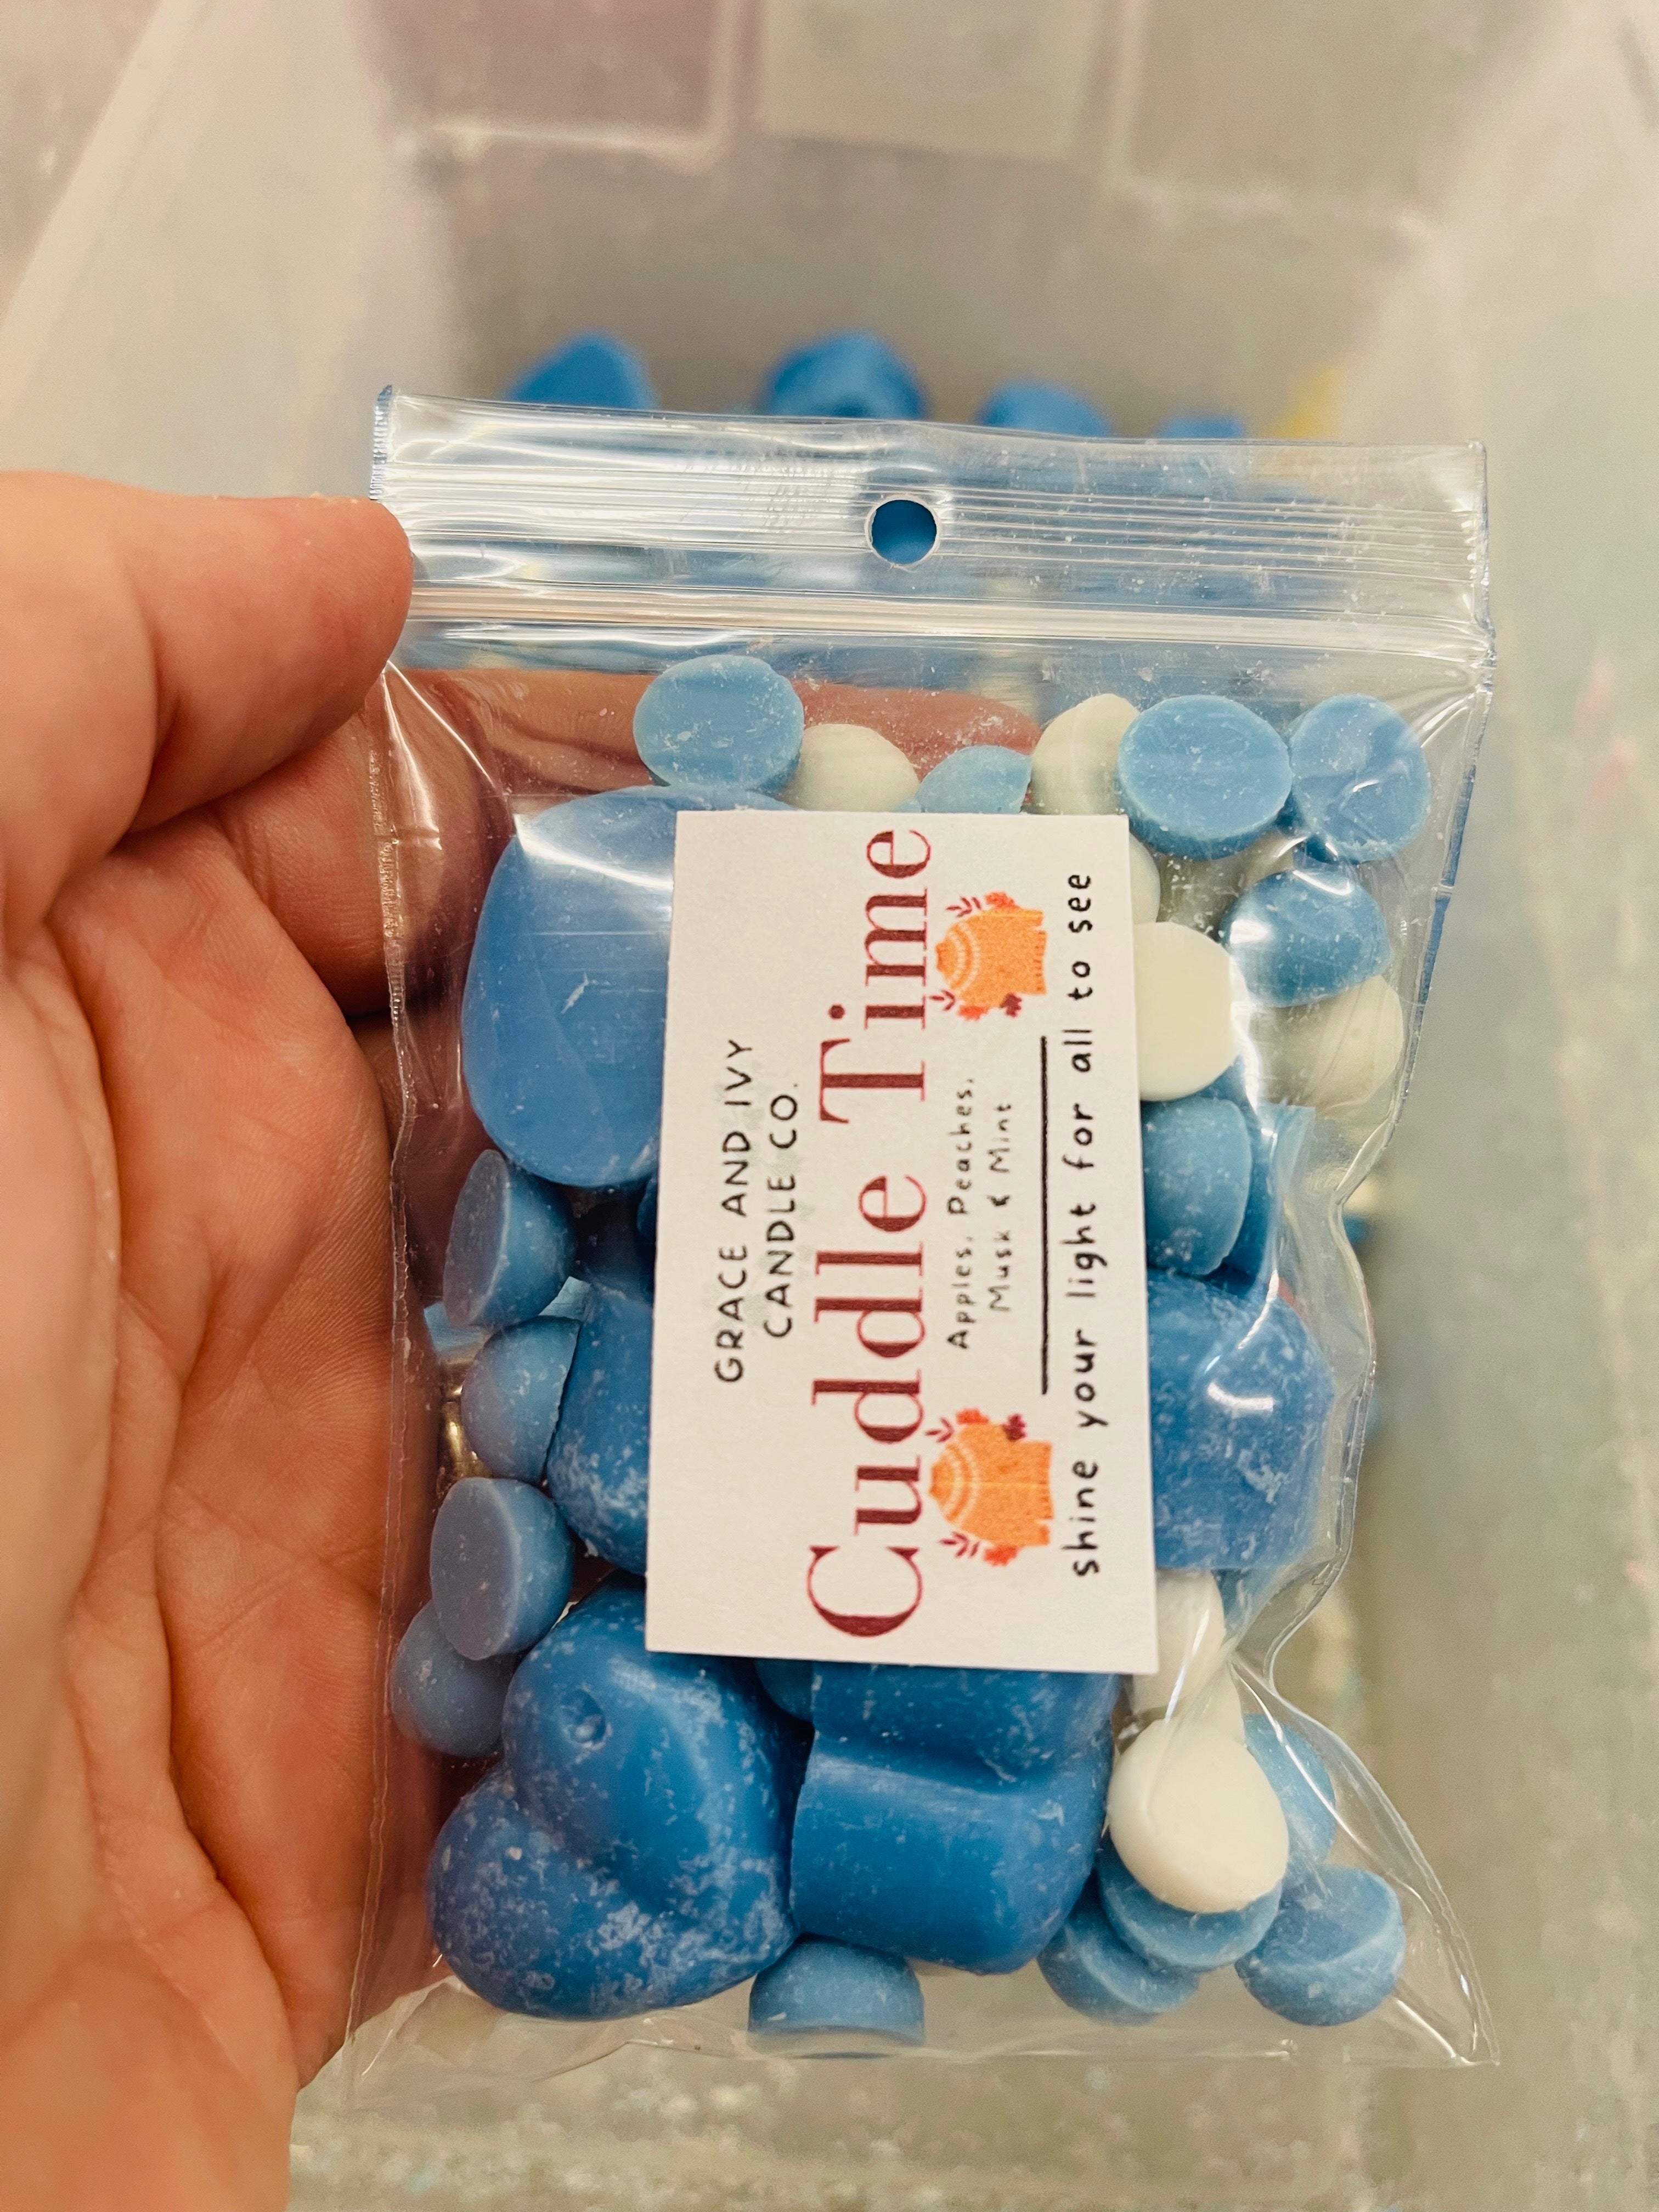 GRACE AND IVY
CANDLE CO.
Cuddle Time
Apples, Peaches,
Musk & Mint
shine your light for all to see